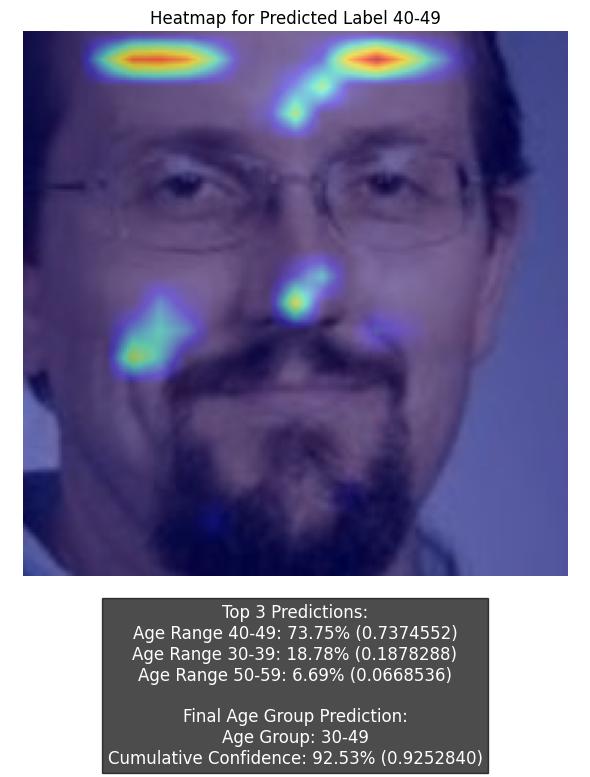 Heatmap for Predicted Label 40-49
Top 3 Predictions:
Age Range 40-49: 73.75% (0.7374552)
Age Range 30-39: 18.78% (0.1878288)
Age Range 50-59: 6.69% (0.0668536)
Final Age Group Prediction:
Age Group: 30-49
Cumulative Confidence: 92.53% (0.9252840)